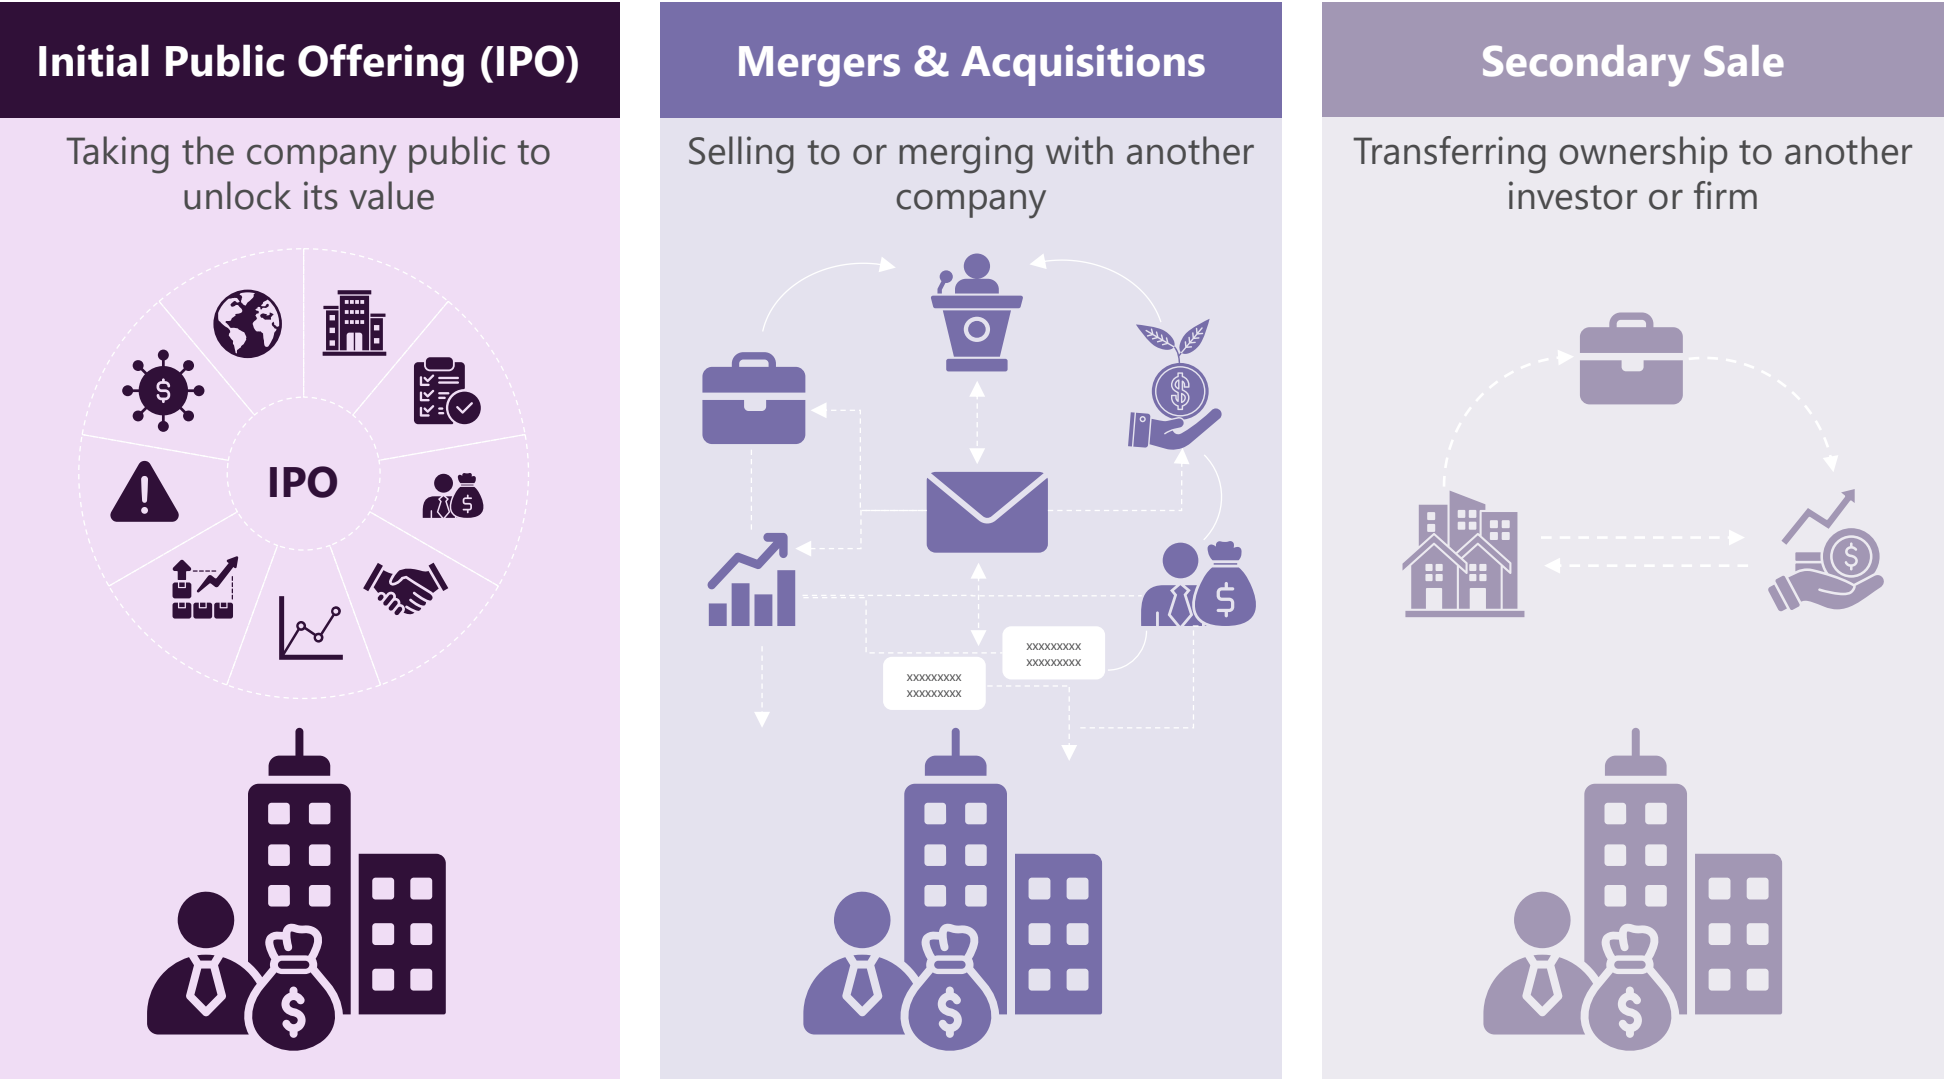 Initial Public Offering (IPO)
Taking the company public to
unlock its value
IPO
$
$
$
Mergers & Acquisitions
Selling to or merging with another
company
$
$
xxxxxxxxx
xxxxxxxxx
xxxxxxxxx
xxxxxxxxx
$
Secondary Sale
Transferring ownership to another
investor or firm
$
$